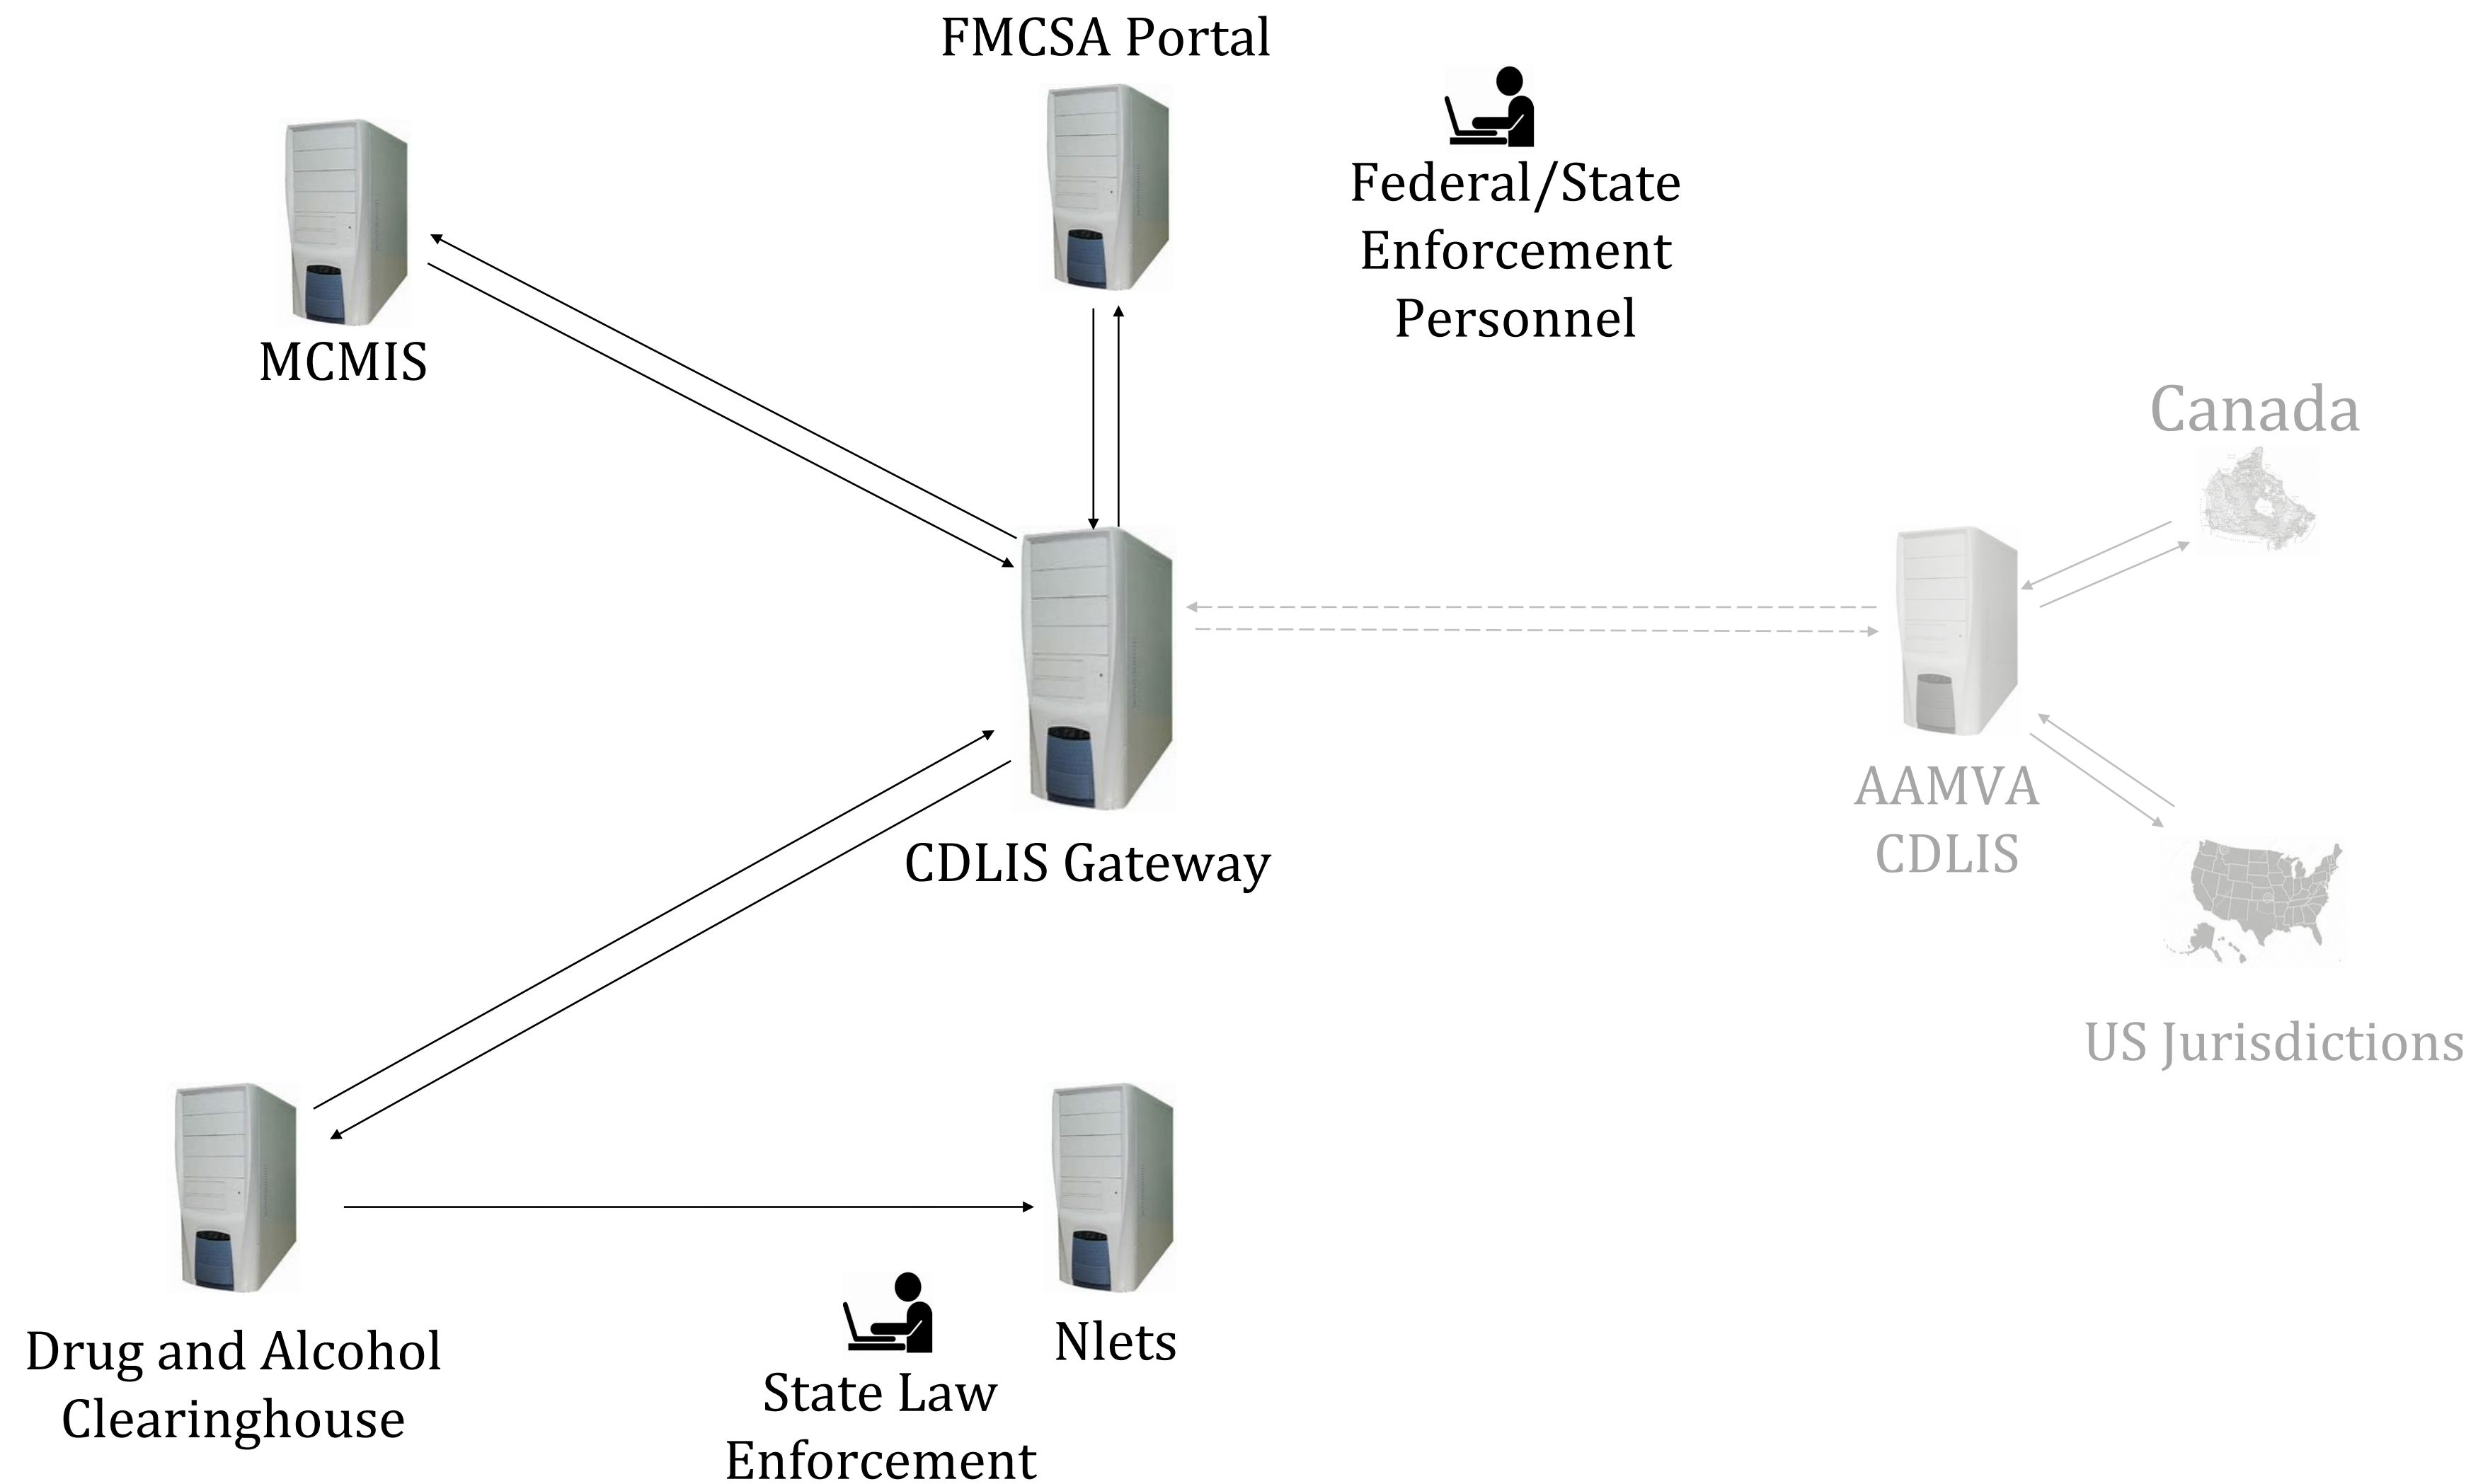 FMCSA Portal
Federal/State
Enforcement
Personnel
MCMIS
Canada
AAMVA
CDLIS
CDLIS Gateway
US Jurisdictions
Drug and Alcohol
Clearinghouse
State Law
Enforcement
Nlets